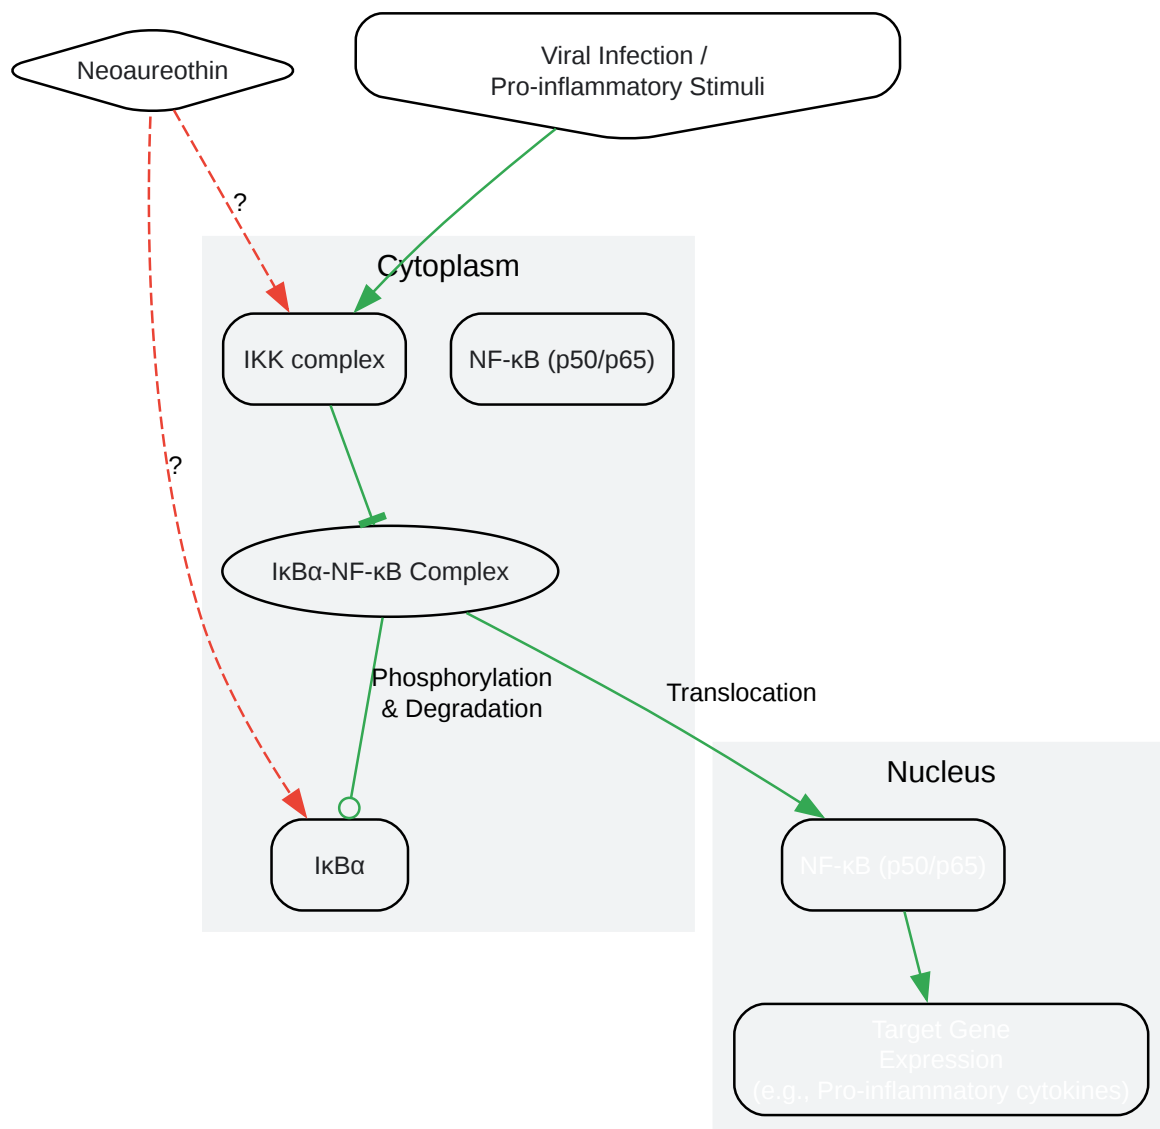 Neoaureothin
Viral Infection /
Pro-inflammatory Stimuli
?
Cytoplasm
IKK complex
NF-κB (p50/p65)
?
IκBα-NF-κB Complex
Phosphorylation
& Degradation
Translocation
Nucleus
IκBα
NF-κB (p50/p65)
Target Gene
Expression
(e.g., Pro-inflammatory cytokines)